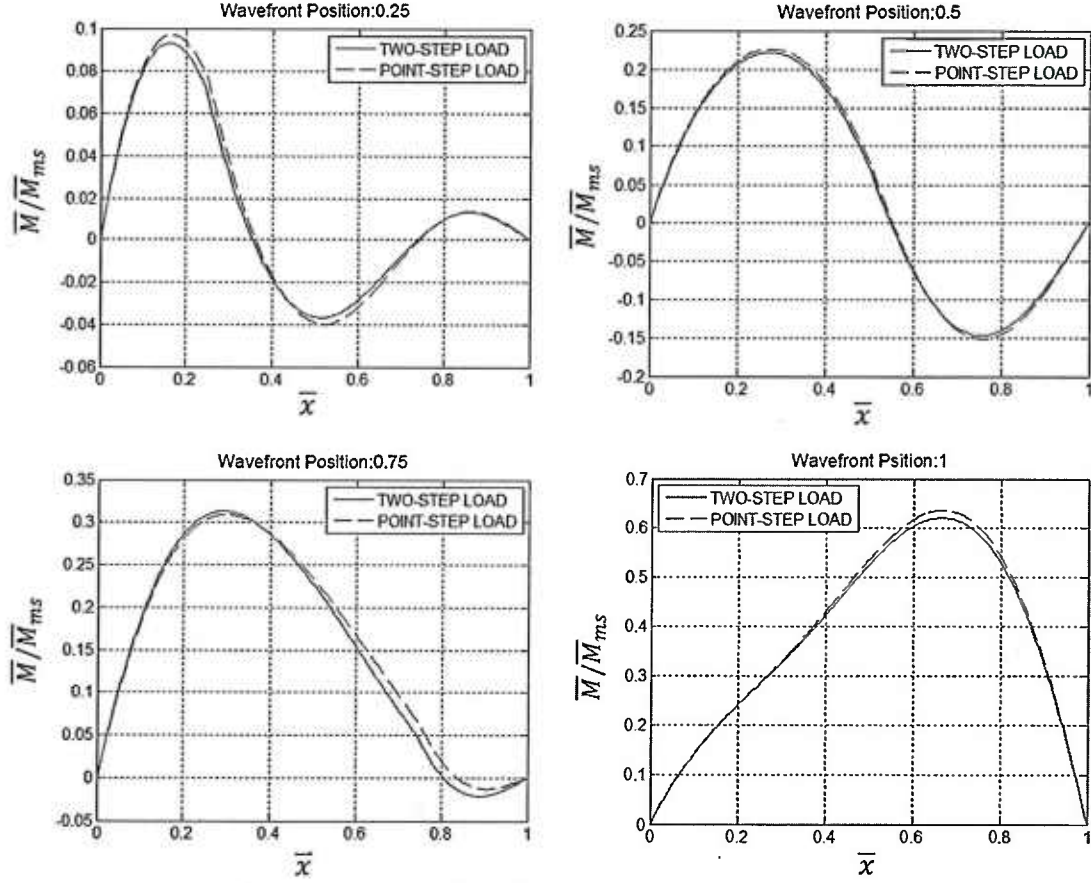 Wavefront Position:0.25
0.1
0.08
0.06
0.04
0.02
0
-0.02
-0.04
-0.06
M̅/M̅ms
TWO-STEP LOAD
POINT-STEP LOAD
0 0.2 0.4 0.6 0.8 1
x̅
Wavefront Position:0.5
0.25
0.2
0.15
0.1
0.05
0
-0.05
-0.1
-0.15
-0.2
M̅/M̅ms
TWO-STEP LOAD
POINT-STEP LOAD
0 0.2 0.4 0.6 0.8 1
x̅
Wavefront Position:0.75
0.35
0.3
0.25
0.2
0.15
0.1
0.05
0
-0.05
M̅/M̅ms
TWO-STEP LOAD
POINT-STEP LOAD
0 0.2 0.4 0.6 0.8 1
x̅
Wavefront Psition:1
0.7
0.6
0.5
0.4
0.3
0.2
0.1
0
M̅/M̅ms
TWO-STEP LOAD
POINT-STEP LOAD
0 0.2 0.4 0.6 0.8 1
x̅